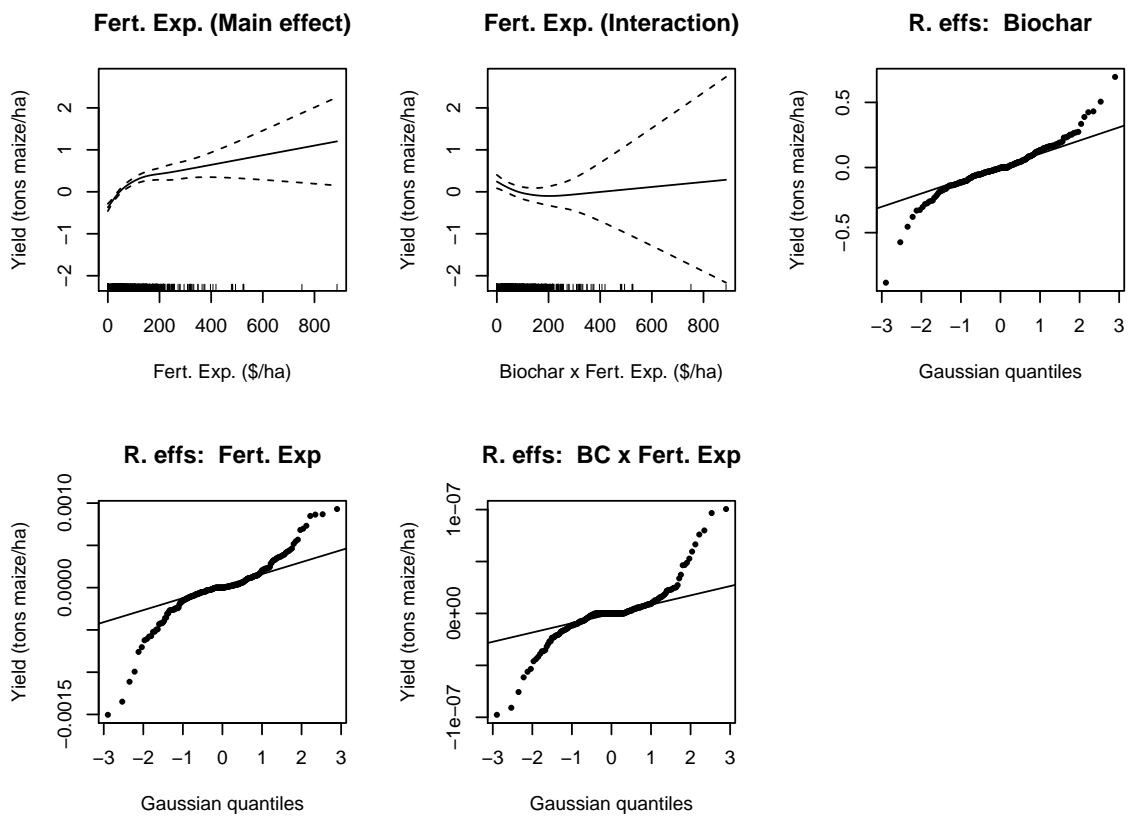 Fert. Exp. (Main effect)
Yield (tons maize/ha)
2
1
0
−1
−2
0 200 400 600 800
Fert. Exp. ($/ha)
Fert. Exp. (Interaction)
Yield (tons maize/ha)
2
1
0
−1
−2
0 200 400 600 800
Biochar x Fert. Exp. ($/ha)
R. effs: Biochar
Yield (tons maize/ha)
0.5
0.0
−0.5
−3 −2 −1 0 1 2 3
Gaussian quantiles
R. effs: Fert. Exp
Yield (tons maize/ha)
0.0010
0.0000
−0.0015
−3 −2 −1 0 1 2 3
Gaussian quantiles
R. effs: BC x Fert. Exp
Yield (tons maize/ha)
1e−07
0e+00
−1e−07
−3 −2 −1 0 1 2 3
Gaussian quantiles